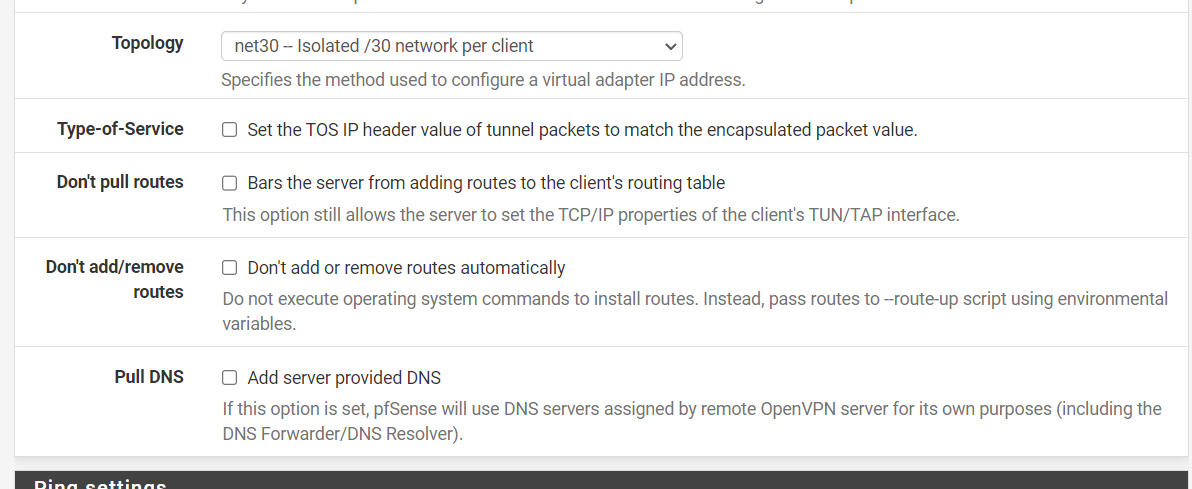 Topology
net30 -- Isolated /30 network per client
Specifies the method used to configure a virtual adapter IP address.
Type-of-Service
Set the TOS IP header value of tunnel packets to match the encapsulated packet value.
Don't pull routes
Bars the server from adding routes to the client's routing table
This option still allows the server to set the TCP/IP properties of the client's TUN/TAP interface.
Don't add/remove
routes
Don't add or remove routes automatically
Do not execute operating system commands to install routes. Instead, pass routes to --route-up script using environmental
variables.
Pull DNS
Add server provided DNS
If this option is set, pfSense will use DNS servers assigned by remote OpenVPN server for its own purposes (including the
DNS Forwarder/DNS Resolver).
Ping settings